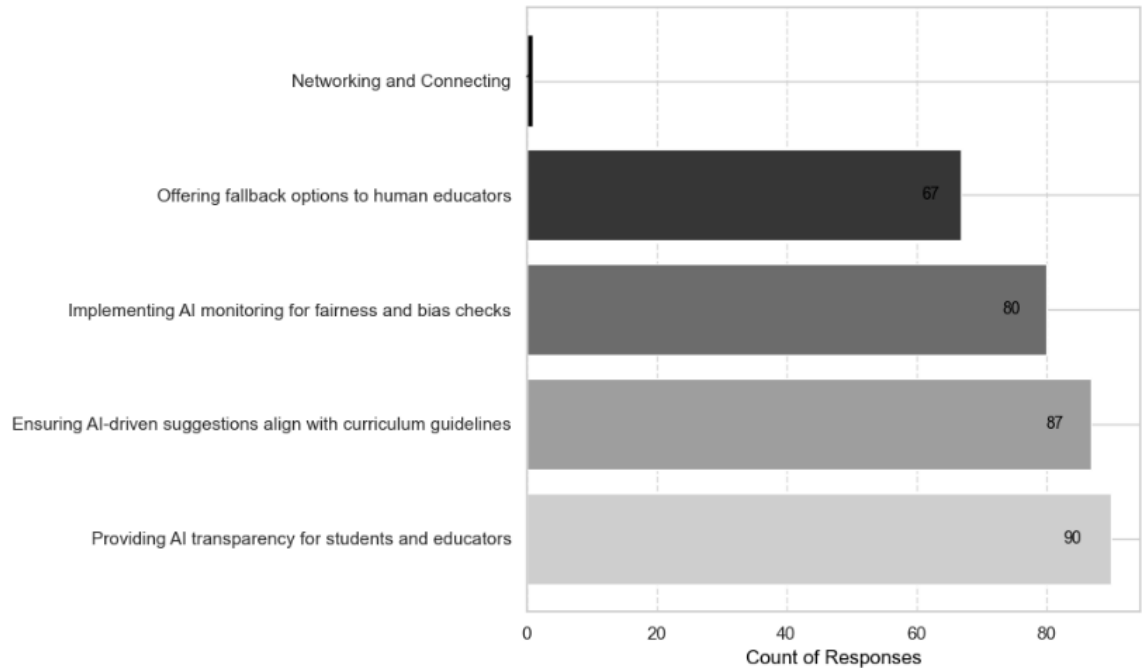 Networking and Connecting
Offering fallback options to human educators
67
Implementing AI monitoring for fairness and bias checks
80
Ensuring AI-driven suggestions align with curriculum guidelines
87
Providing AI transparency for students and educators
90
0 20 40 60 80
Count of Responses